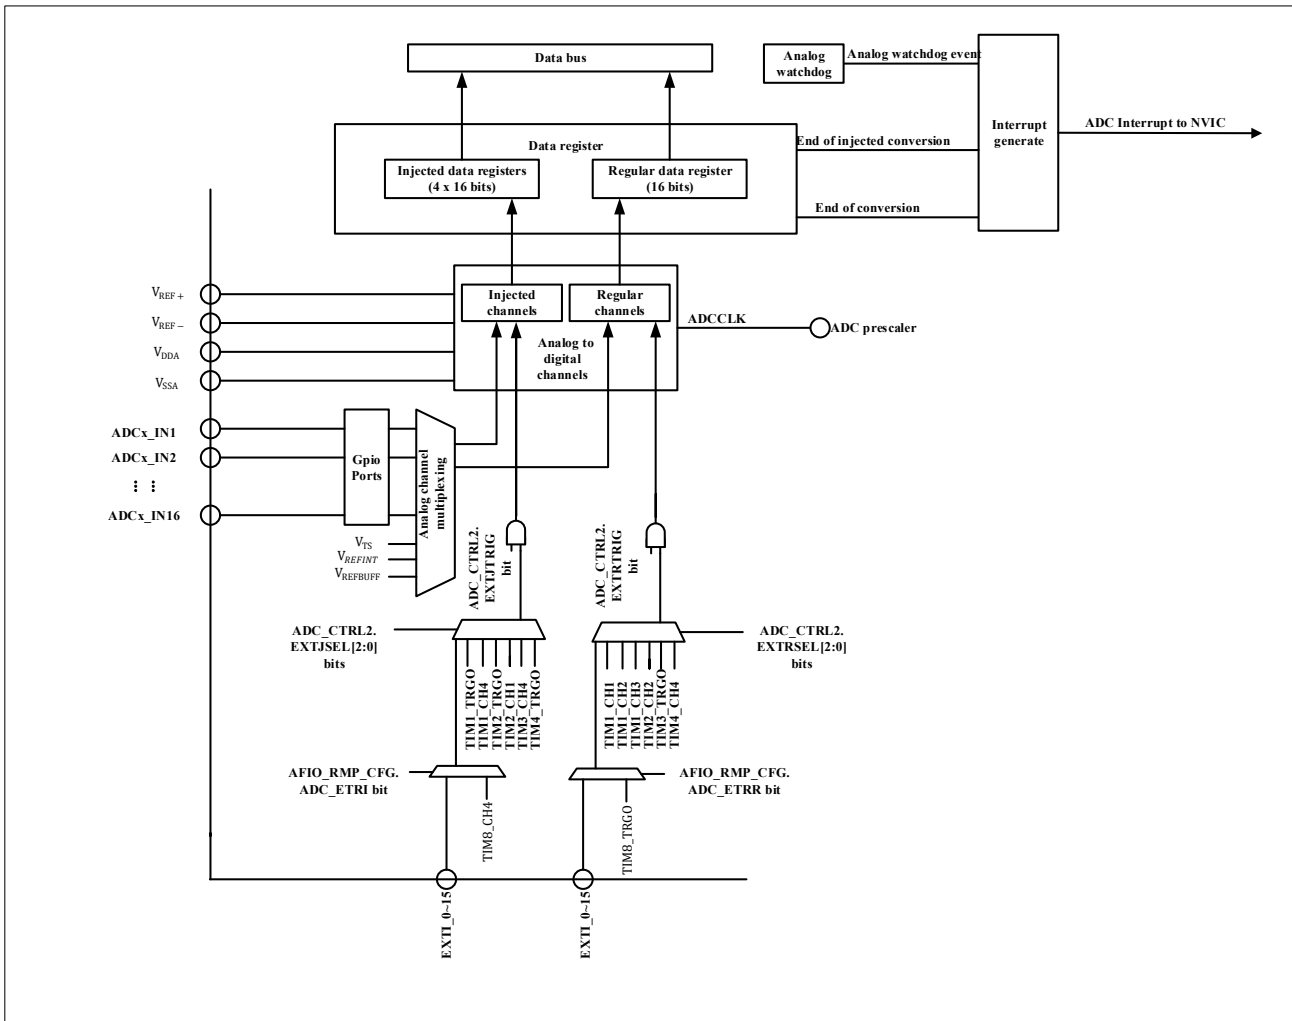 Data bus
Analog
watchdog
Analog watchdog event
Interrupt
generate
ADC Interrupt to NVIC
Data register
End of injected conversion
Injected data registers
(4 x 16 bits)
Regular data register
(16 bits)
End of conversion
VREF+
VREF−
VDDA
VSSA
Injected
channels
Regular
channels
Analog to
digital
channels
ADCCLK
ADC prescaler
ADCx_IN1
ADCx_IN2
⋮ ⋮
ADCx_IN16
Gpio
Ports
Analog channel
multiplexing
VTS
VREFINT
VREFBUFF
ADC_CTRL2.
EXTJTRIG
bit
ADC_CTRL2.
EXTRTRIG
bit
ADC_CTRL2.
EXTJSEL[2:0]
bits
ADC_CTRL2.
EXTRSEL[2:0]
bits
TIM1_TRGO
TIM1_CH4
TIM2_TRGO
TIM2_CH1
TIM3_CH4
TIM4_TRGO
TIM1_CH1
TIM1_CH2
TIM1_CH3
TIM2_CH2
TIM3_TRGO
TIM4_CH4
AFIO_RMP_CFG.
ADC_ETRI bit
AFIO_RMP_CFG.
ADC_ETRR bit
TIM8_CH4
TIM8_TRGO
EXTI_0~15
EXTI_0~15